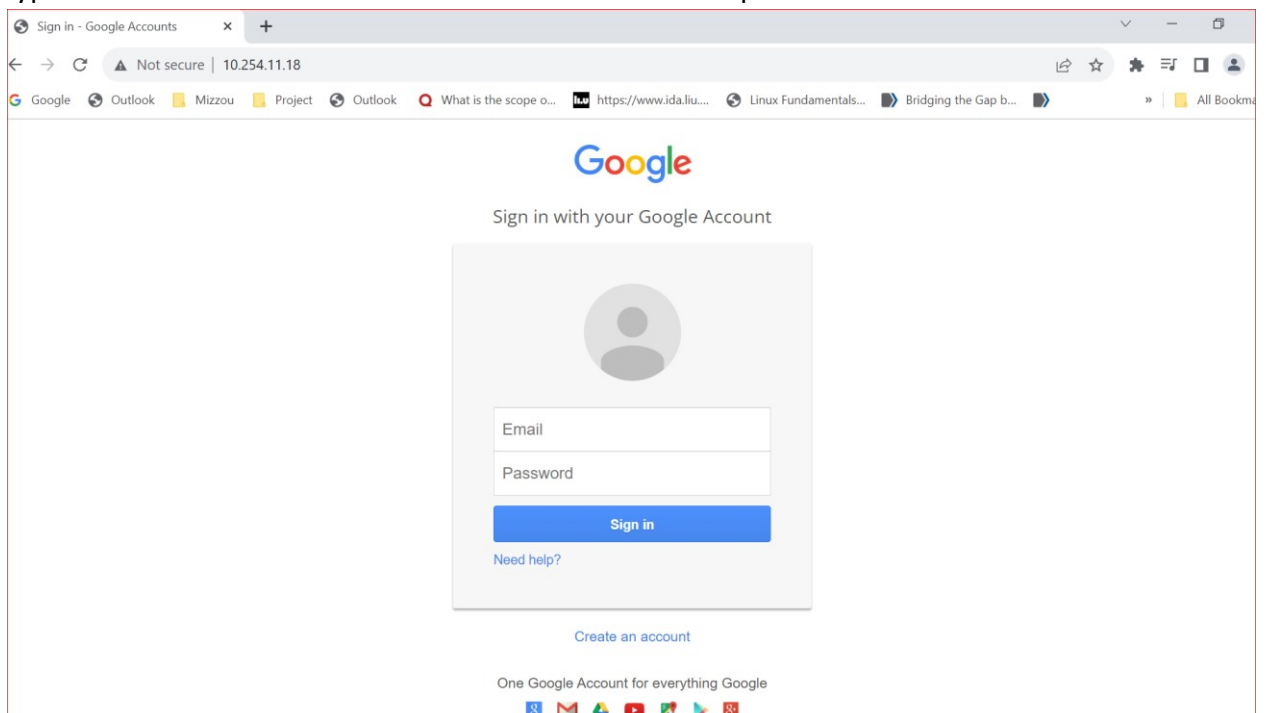 Sign in - Google Accounts
Not secure | 10.254.11.18
Google Outlook Mizzou Project Outlook What is the scope o... https://www.ida.liu.... Linux Fundamentals... Bridging the Gap b... » All Bookma
Google
Sign in with your Google Account
Email
Password
Sign in
Need help?
Create an account
One Google Account for everything Google